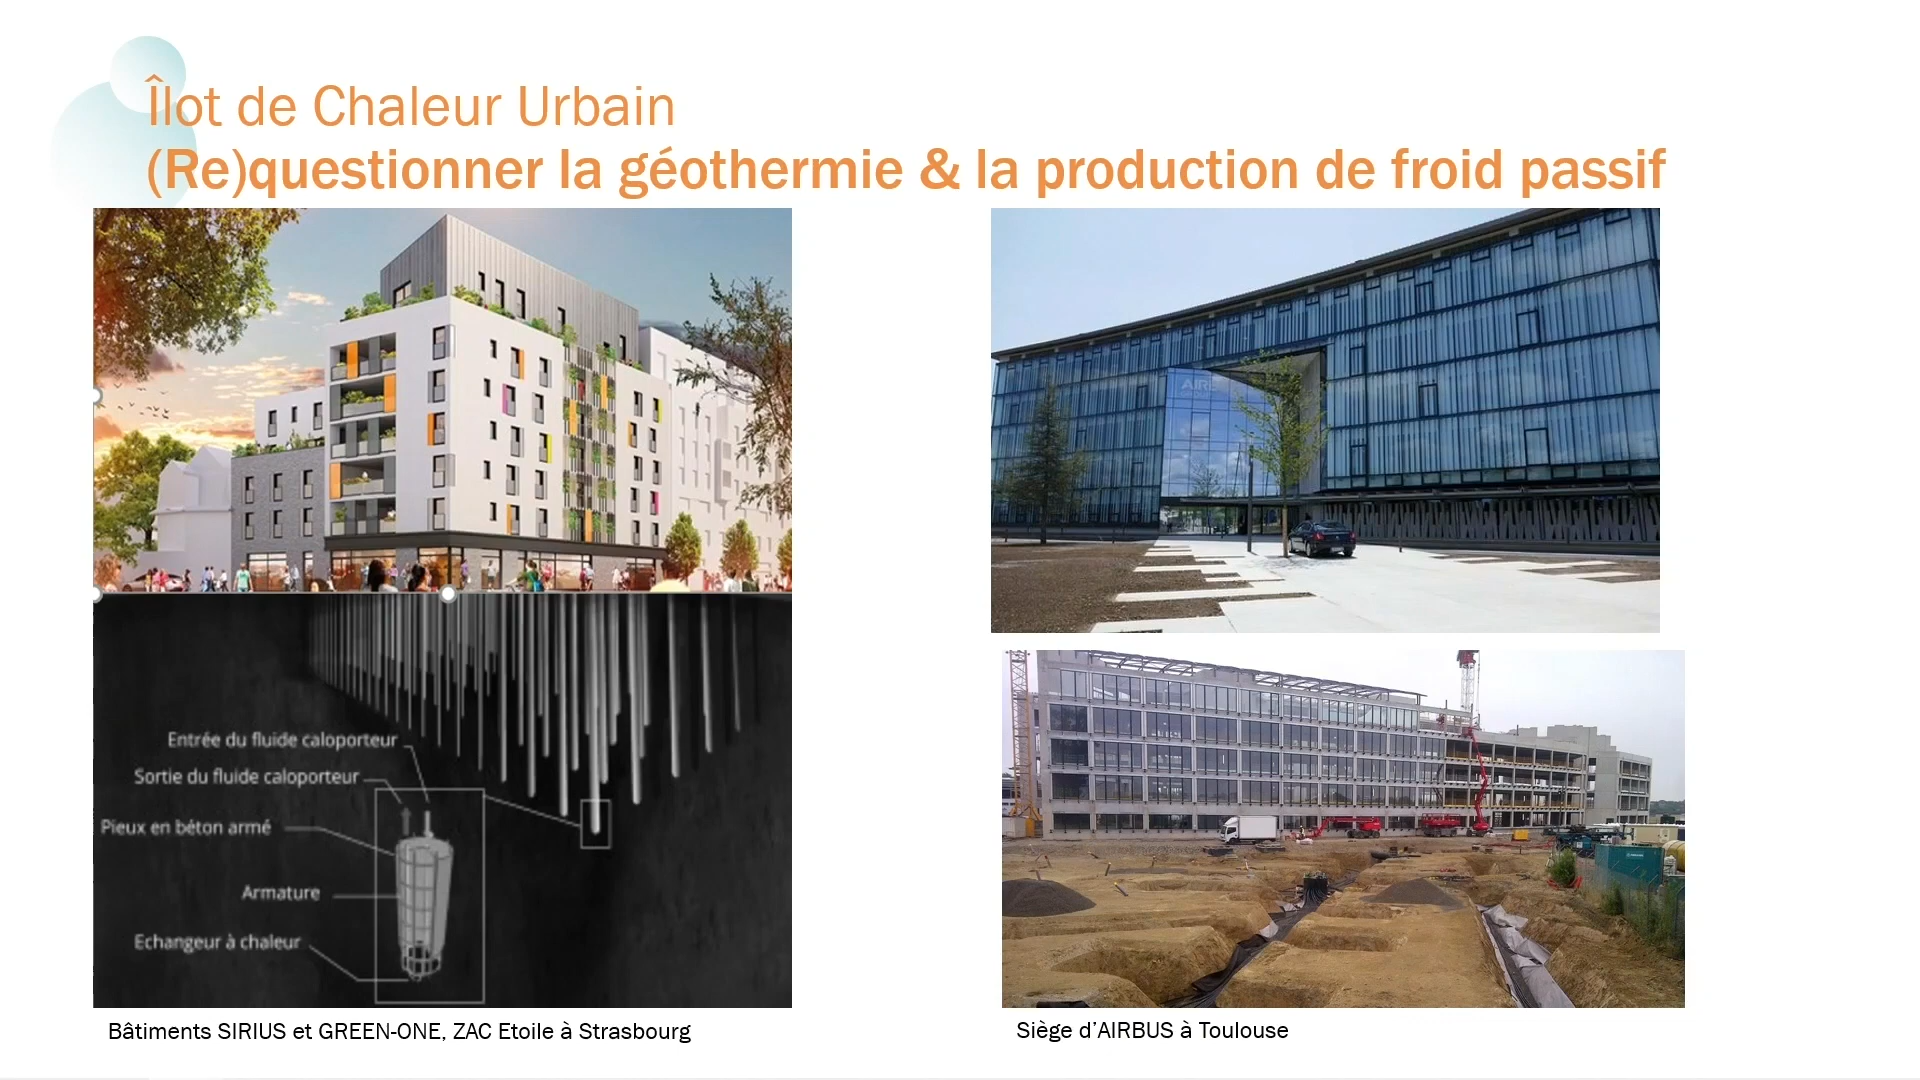 Îlot de Chaleur Urbain
(Re)questionner la géothermie & la production de froid passif
Entrée du fluide caloporteur
Sortie du fluide caloporteur
Pieux en béton armé
Armature
Echangeur à chaleur
Bâtiments SIRIUS et GREEN-ONE, ZAC Etoile à Strasbourg
Siège d’AIRBUS à Toulouse